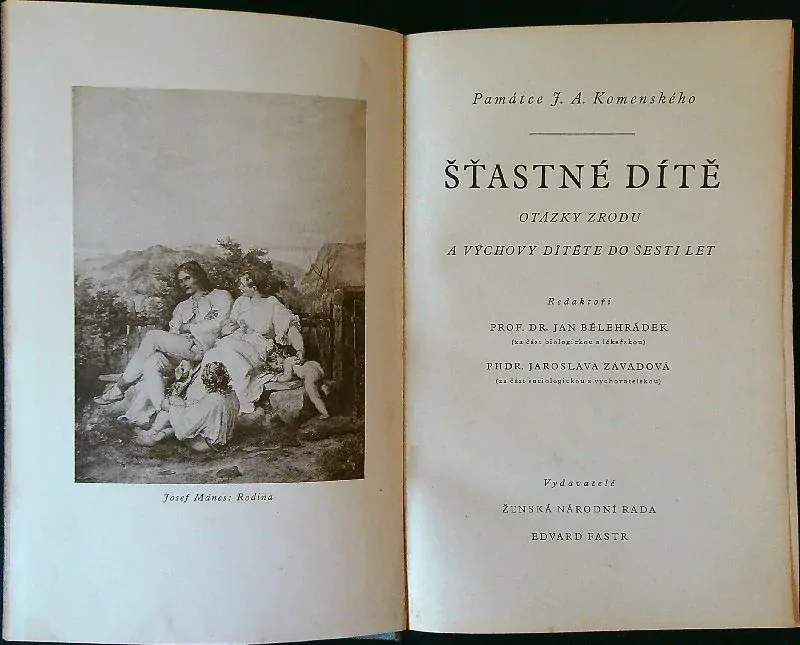 Josef Mánes: Rodina
Památce J. A. Komenského
ŠŤASTNÉ DÍTĚ
OTÁZKY ZRODU
A VÝCHOVY DÍTĚTE DO ŠESTI LET
Redaktoři
PROF. DR. JAN BĚLEHRÁDEK
(za část biologickou a lékařskou)
PHDR. JAROSLAVA ZÁVADOVÁ
(za část sociologickou a vychovatelskou)
Vydavatelé
ŽENSKÁ NÁRODNÍ RADA
EDVARD FASTR